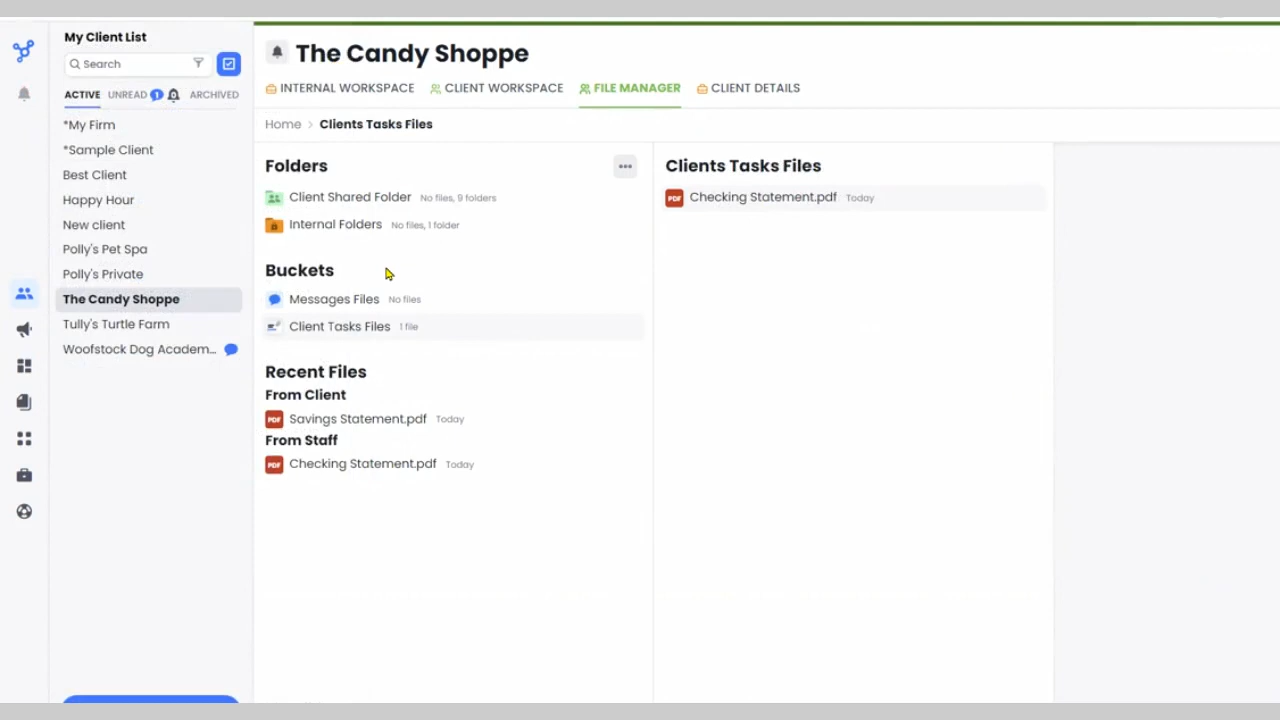 My Client List
Search
ACTIVE UNREAD 1 ARCHIVED
*My Firm
*Sample Client
Best Client
Happy Hour
New client
Polly's Pet Spa
Polly's Private
The Candy Shoppe
Tully's Turtle Farm
Woofstock Dog Academ...
The Candy Shoppe
INTERNAL WORKSPACE CLIENT WORKSPACE FILE MANAGER CLIENT DETAILS
Home > Clients Tasks Files
Folders
Client Shared Folder No files, 9 folders
Internal Folders No files, 1 folder
Buckets
Messages Files No files
Client Tasks Files 1 file
Recent Files
From Client
PDF Savings Statement.pdf Today
From Staff
PDF Checking Statement.pdf Today
Clients Tasks Files
PDF Checking Statement.pdf Today